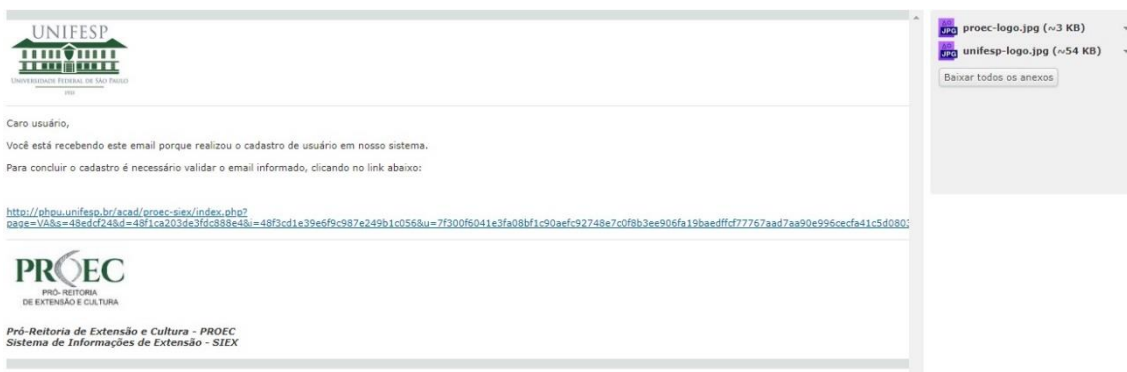 UNIFESP
UNIVERSIDADE FEDERAL DE SÃO PAULO
1933
Caro usuário,
Você está recebendo este email porque realizou o cadastro de usuário em nosso sistema.
Para concluir o cadastro é necessário validar o email informado, clicando no link abaixo:
http://phpu.unifesp.br/acad/proec-siex/index.php?
page=VA&s=48edcf24&d=48f1ca203de3fdc888e4&i=48f3cd1e39e6f9c987e249b1c056&u=7f300f6041e3fa08bf1c90aefc92748e7c0f8b3ee906fa19baedffcf77767aad7aa90e996cecfa41c5d0803
PROEC
PRÓ-REITORIA
DE EXTENSÃO E CULTURA
Pró-Reitoria de Extensão e Cultura - PROEC
Sistema de Informações de Extensão - SIEX
proec-logo.jpg (~3 KB)
unifesp-logo.jpg (~54 KB)
Baixar todos os anexos